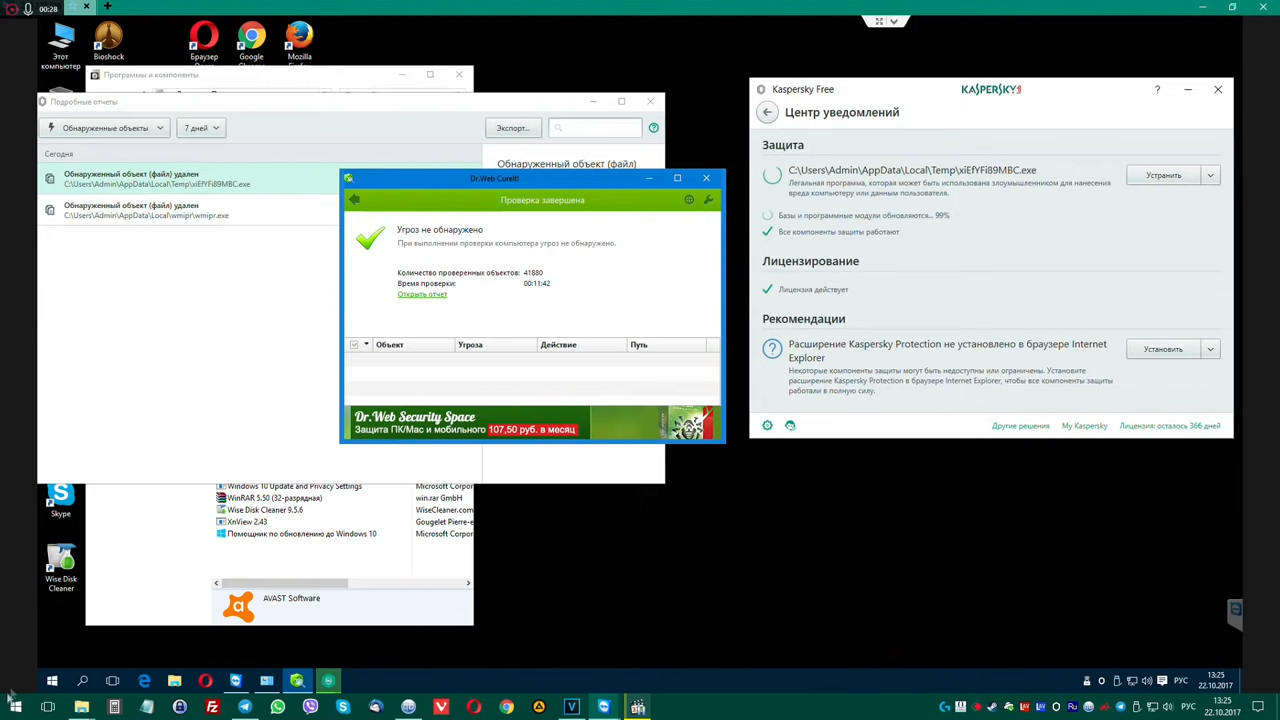 00:28
Этот
компьютер
Bioshock
Браузер
Google
Mozilla
Программы и компоненты
Подробные отчеты
Обнаруженные объекты
7 дней
Экспорт...
Сегодня
Обнаруженный объект (файл) удален
C:\Users\Admin\AppData\Local\Temp\xiEfYFi89MBC.exe
Обнаруженный объект (файл) удален
C:\Users\Admin\AppData\Local\wmipr\wmipr.exe
Обнаруженный объект (файл)
Dr.Web CureIt!
Проверка завершена
Угроз не обнаружено
При выполнении проверки компьютера угроз не обнаружено.
Количество проверенных объектов: 41880
Время проверки: 00:11:42
Открыть отчет
Объект Угроза Действие Путь
Dr.Web Security Space
Защита ПК/Mac и мобильного 107,50 руб. в месяц
Kaspersky Free
KASPERSKY
Центр уведомлений
Защита
C:\Users\Admin\AppData\Local\Temp\xiEfYFi89MBC.exe
Легальная программа, которая может быть использована злоумышленником для нанесения
вреда компьютеру или данным пользователя.
Устранить
Базы и программные модули обновляются... 99%
Все компоненты защиты работают
Лицензирование
Лицензия действует
Рекомендации
Расширение Kaspersky Protection не установлено в браузере Internet
Explorer
Некоторые компоненты защиты могут быть недоступны или ограничены. Установите
расширение Kaspersky Protection в браузере Internet Explorer, чтобы все компоненты защиты
работали в полную силу.
Установить
Другие решения My Kaspersky Лицензия: осталось 366 дней
Windows 10 Update and Privacy Settings Microsoft Corpor
WinRAR 5.50 (32-разрядная) win.rar GmbH
Wise Disk Cleaner 9.5.6 WiseCleaner.com
XnView 2.43 Gougelet Pierre-e
Помощник по обновлению до Windows 10 Microsoft Corpor
AVAST Software
Skype
Wise Disk
Cleaner
РУС
13:25
22.10.2017
РУС
13:25
22.10.2017